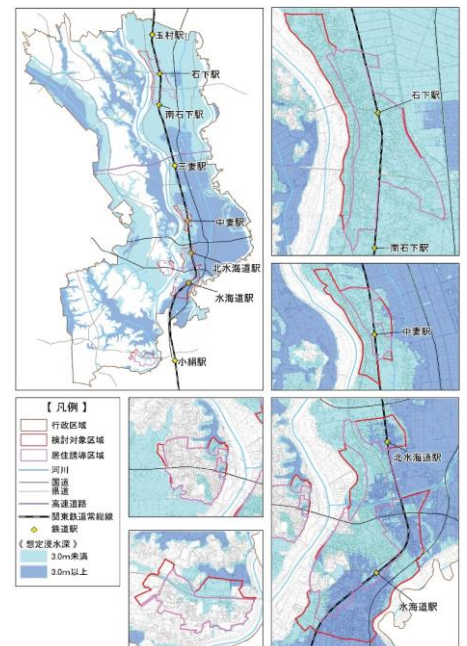 玉村駅
石下駅
南石下駅
三妻駅
中妻駅
北水海道駅
水海道駅
小絹駅
石下駅
南石下駅
中妻駅
北水海道駅
水海道駅
【 凡例 】
行政区域
検討対象区域
居住誘導区域
河川
国道
県道
高速道路
関東鉄道常総線
鉄道駅
《 想定浸水深 》
3.0m未満
3.0m以上